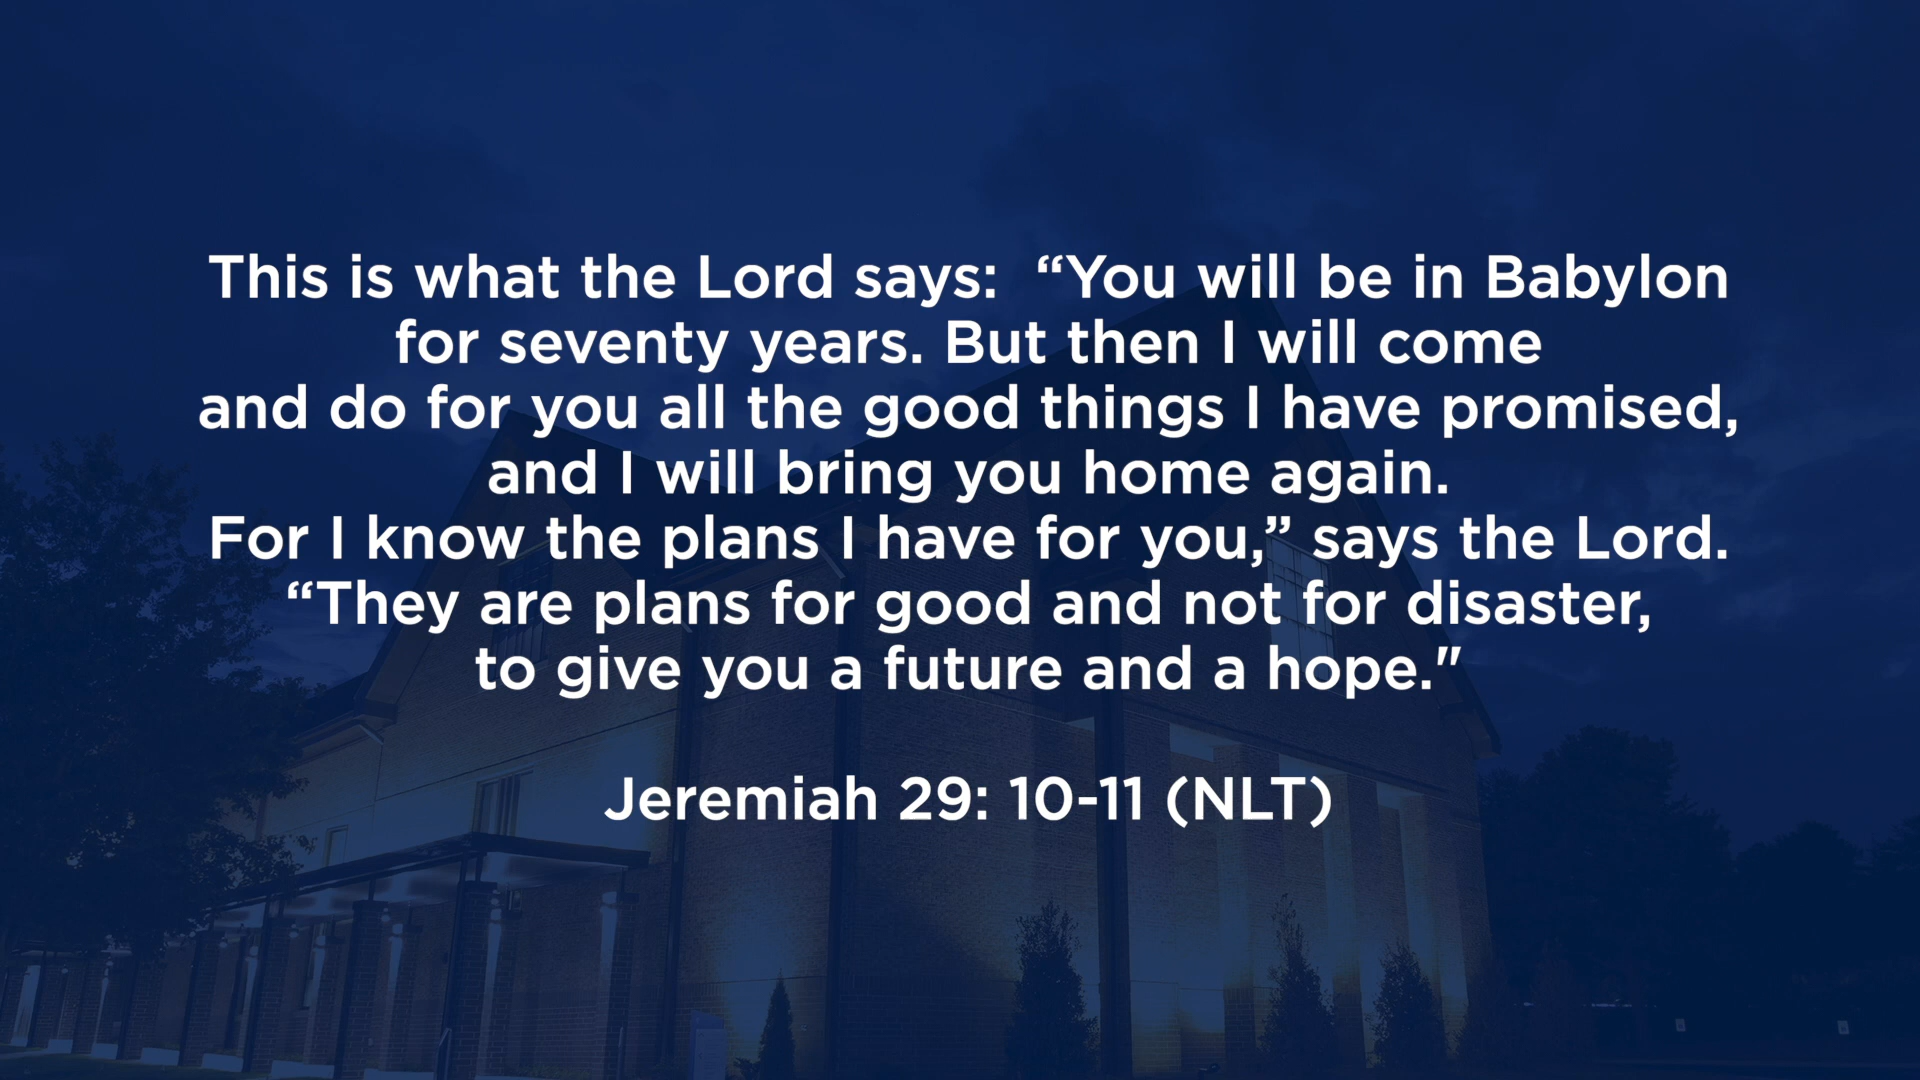 This is what the Lord says:  “You will be in Babylon
for seventy years. But then I will come
and do for you all the good things I have promised,
and I will bring you home again.
For I know the plans I have for you,” says the Lord.
“They are plans for good and not for disaster,
to give you a future and a hope."
Jeremiah 29: 10-11 (NLT)